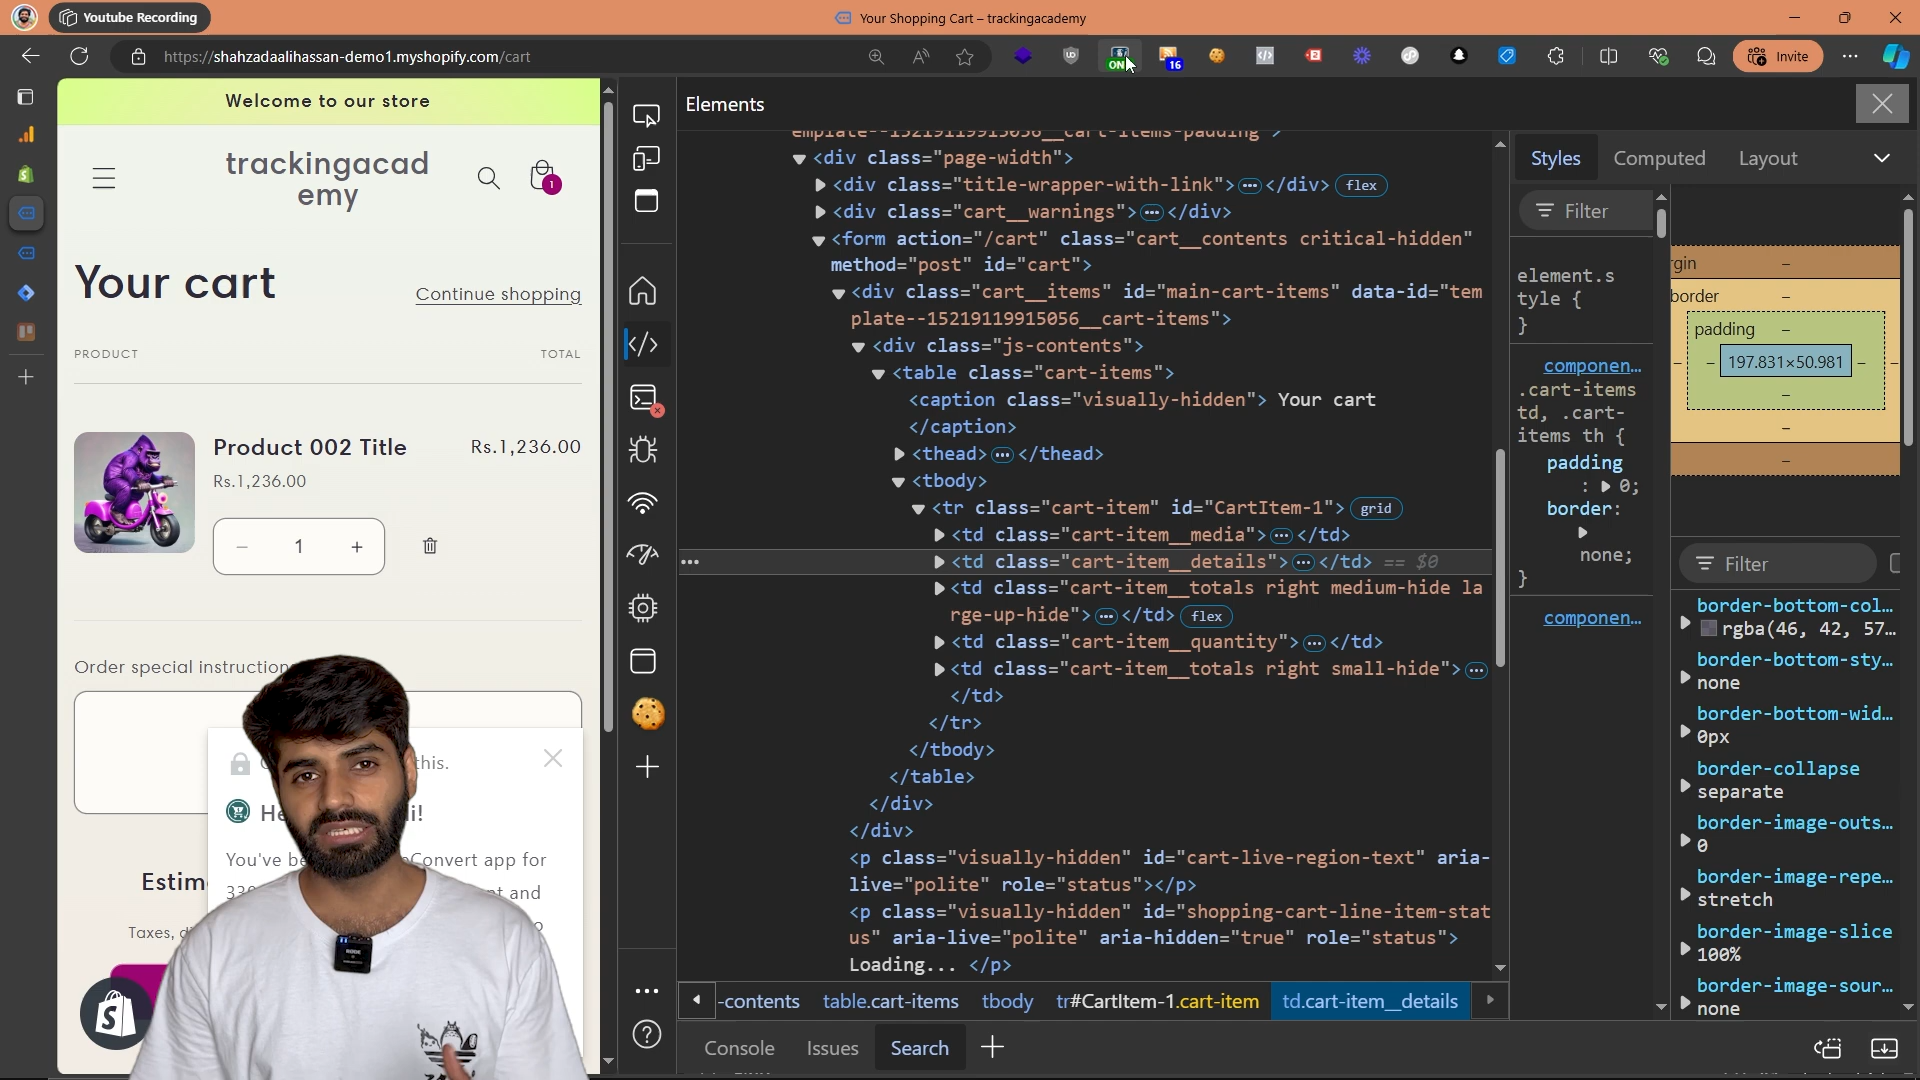 Youtube Recording
Your Shopping Cart – trackingacademy
https://shahzadaalihassan-demo1.myshopify.com/cart
ON
16
Invite
Welcome to our store
trackingacad
emy
1
Your cart
Continue shopping
PRODUCT
TOTAL
Product 002 Title
Rs.1,236.00
Rs.1,236.00
− 1 +
Order special instruction
this.
He
i!
You've be
Convert app for
nt and
Estim
Taxes, d
Elements
<div class="page-width">
<div class="title-wrapper-with-link">…</div> flex
<div class="cart__warnings">…</div>
<form action="/cart" class="cart__contents critical-hidden"
method="post" id="cart">
<div class="cart__items" id="main-cart-items" data-id="tem
plate--15219119915056__cart-items">
<div class="js-contents">
<table class="cart-items">
<caption class="visually-hidden"> Your cart
</caption>
<thead>…</thead>
<tbody>
<tr class="cart-item" id="CartItem-1"> grid
<td class="cart-item__media">…</td>
<td class="cart-item__details">…</td> == $0
<td class="cart-item__totals right medium-hide la
rge-up-hide">…</td> flex
<td class="cart-item__quantity">…</td>
<td class="cart-item__totals right small-hide">…
</td>
</tr>
</tbody>
</table>
</div>
</div>
<p class="visually-hidden" id="cart-live-region-text" aria-
live="polite" role="status"></p>
<p class="visually-hidden" id="shopping-cart-line-item-stat
us" aria-live="polite" aria-hidden="true" role="status">
Loading... </p>
-contents table.cart-items tbody tr#CartItem-1.cart-item td.cart-item__details
Console Issues Search
Styles Computed Layout
Filter
element.s
tyle {
}
componen...
.cart-items
td, .cart-
items th {
padding
: 0;
border:
none;
}
componen...
rgin –
border –
padding –
– 197.831×50.981 –
–
–
–
Filter
border-bottom-col...
rgba(46, 42, 57...
border-bottom-sty...
none
border-bottom-wid...
0px
border-collapse
separate
border-image-outs...
0
border-image-repe...
stretch
border-image-slice
100%
border-image-sour...
none